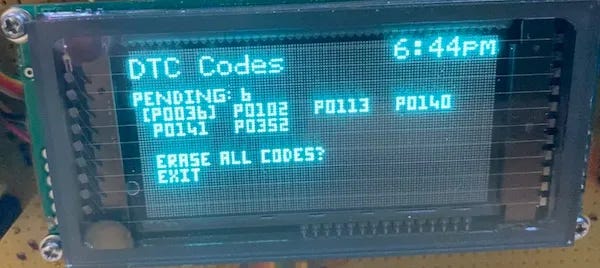 6:44pm
DTC Codes
PENDING: 6
[P0036] P0102 P0113 P0140
P0141 P0352
ERASE ALL CODES?
EXIT